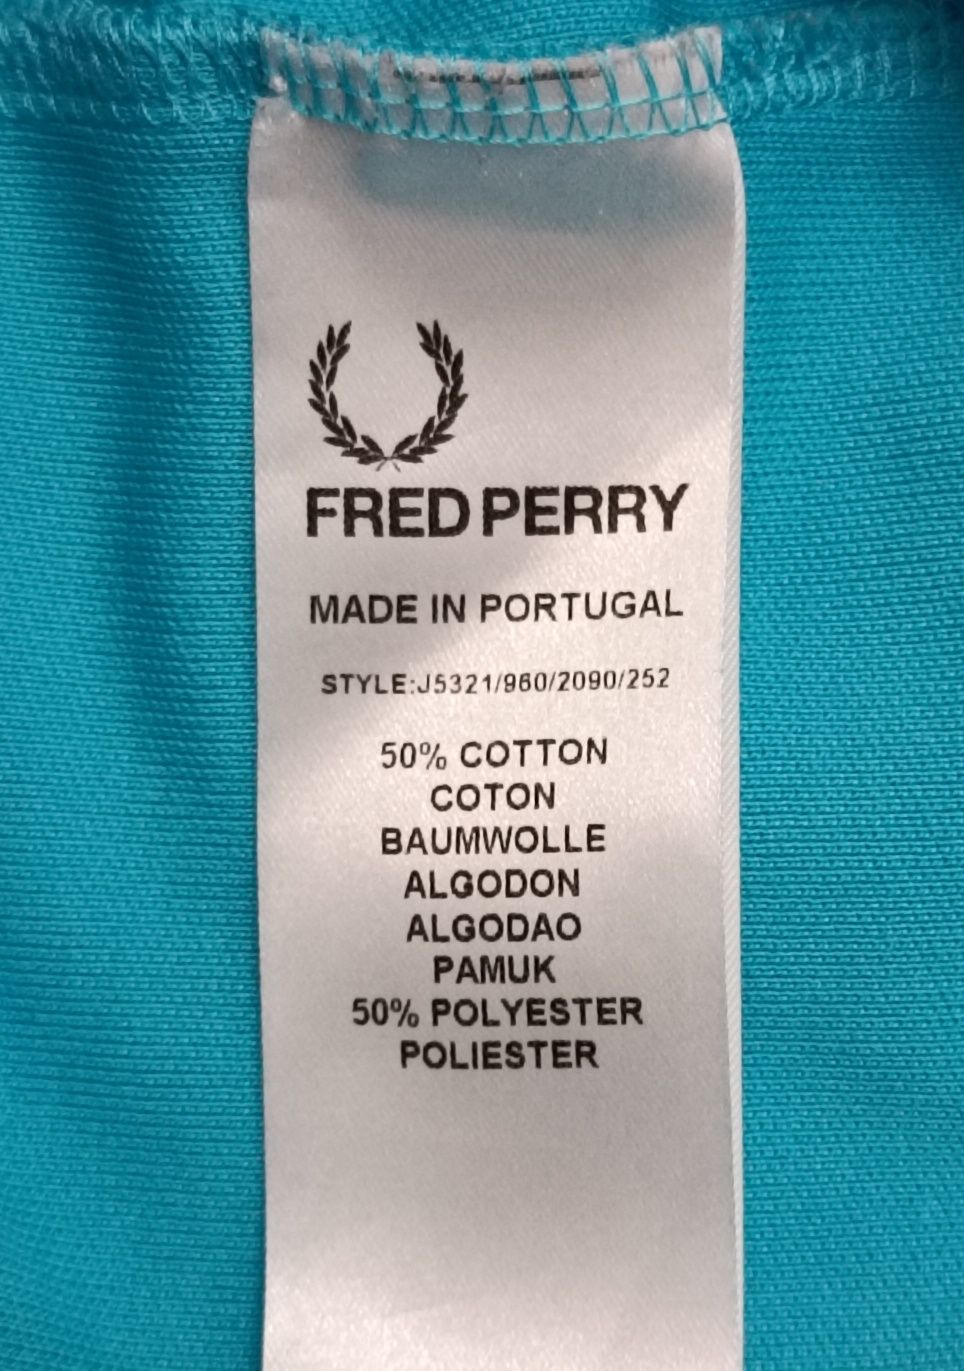 FRED PERRY
MADE IN PORTUGAL
STYLE:J5321/960/2090/252
50% COTTON
COTON
BAUMWOLLE
ALGODON
ALGODAO
PAMUK
50% POLYESTER
POLIESTER